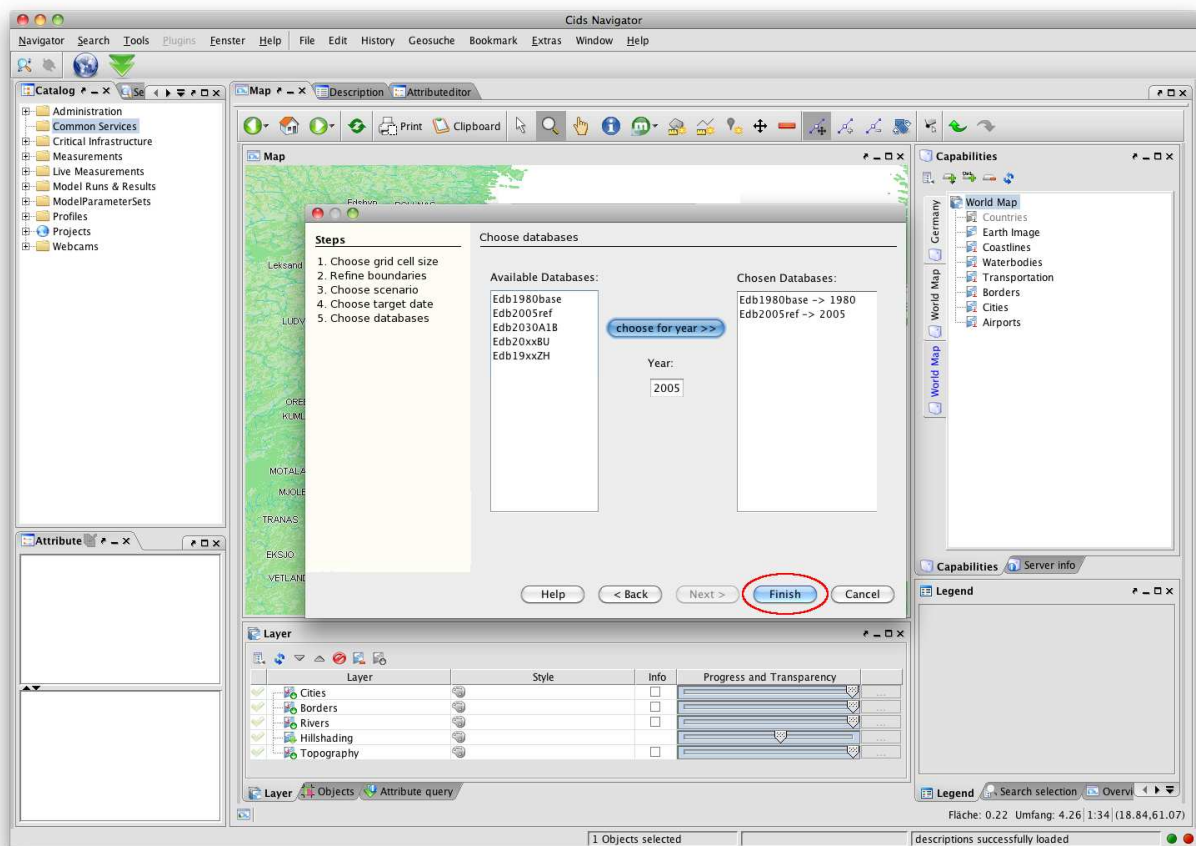 Cids Navigator
Navigator Search Tools Plugins Fenster Help File Edit History Geosuche Bookmark Extras Window Help
Catalog Se
Map Description Attributeditor
Administration
Common Services
Critical Infrastructure
Measurements
Live Measurements
Model Runs & Results
ModelParameterSets
Profiles
Projects
Webcams
Print Clipboard
Map
Edsbyn
Leksand
MOTALA
TRANAS
EKSJO
Steps
1. Choose grid cell size
2. Refine boundaries
3. Choose scenario
4. Choose target date
5. Choose databases
Choose databases
Available Databases:
Edb1980base
Edb2005ref
Edb2030A1B
Edb20xxBU
Edb19xxZH
choose for year >>
Year:
2005
Chosen Databases:
Edb1980base -> 1980
Edb2005ref -> 2005
Help < Back Next > Finish Cancel
Capabilities
Germany
World Map
World Map
World Map
Countries
Earth Image
Coastlines
Waterbodies
Transportation
Borders
Cities
Airports
Capabilities Server info
Attribute
Layer
Layer Style Info Progress and Transparency
Cities
Borders
Rivers
Hillshading
Topography
Layer Objects Attribute query
Legend
Legend Search selection Overvi
Fläche: 0.22 Umfang: 4.26 1:34 (18.84,61.07)
1 Objects selected
descriptions successfully loaded